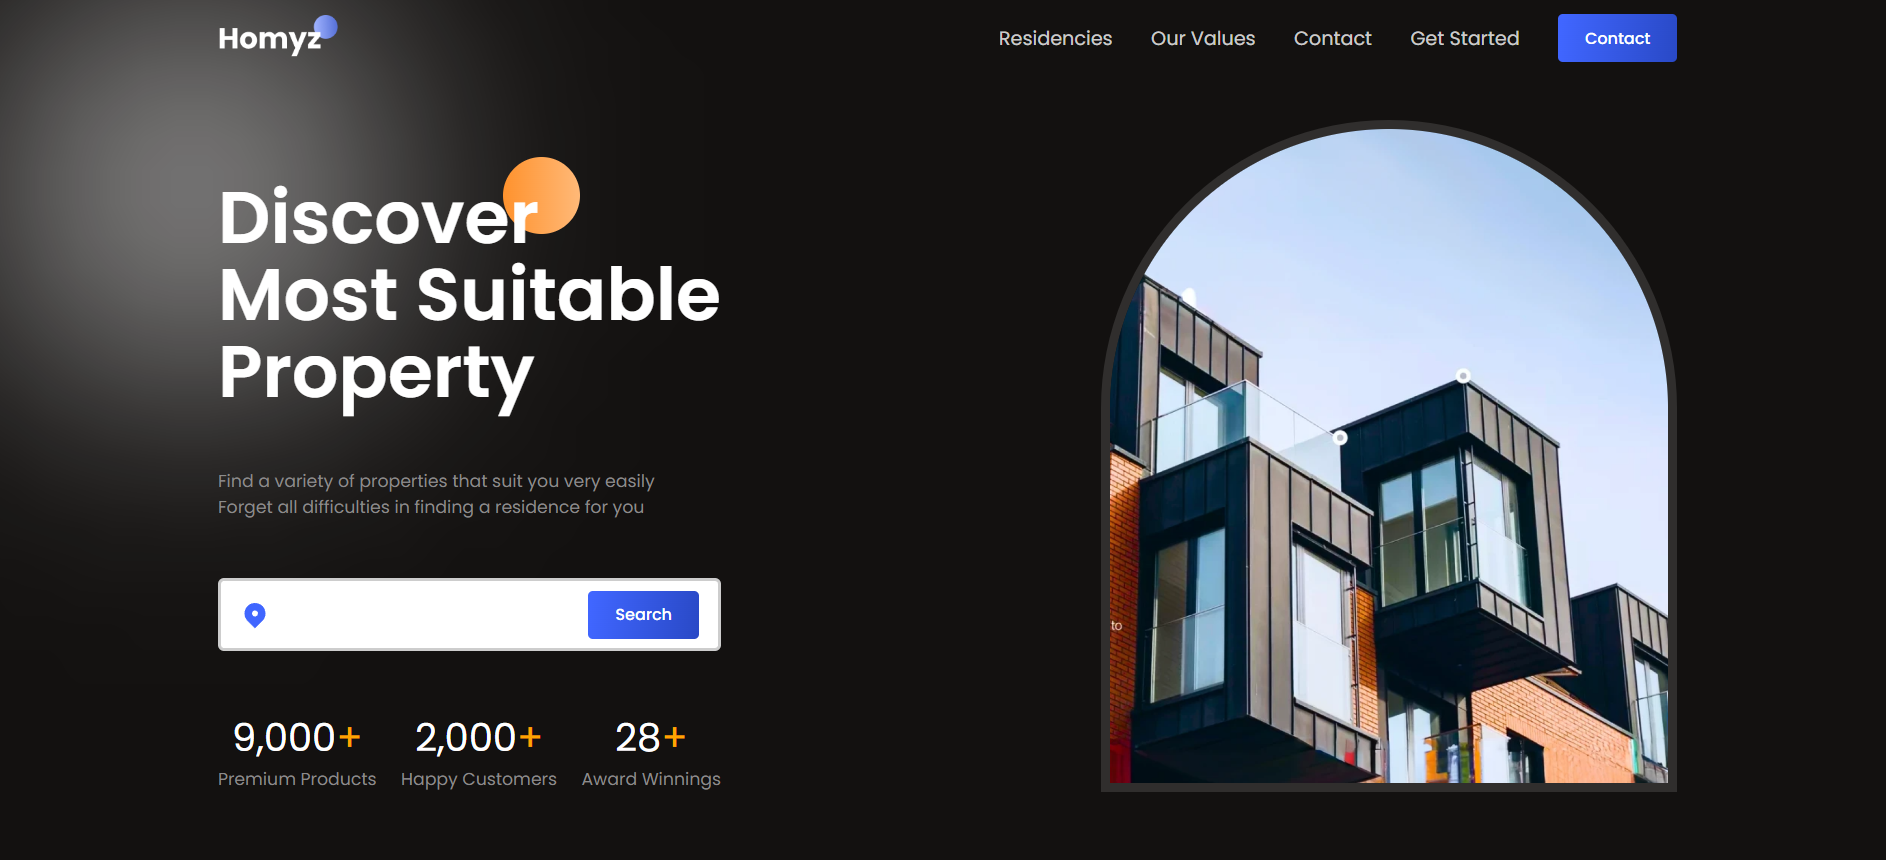 Homyz
Residencies
Our Values
Contact
Get Started
Contact
Discover
Most Suitable
Property
Find a variety of properties that suit you very easily
Forget all difficulties in finding a residence for you
Search
9,000+
2,000+
28+
Premium Products
Happy Customers
Award Winnings
to